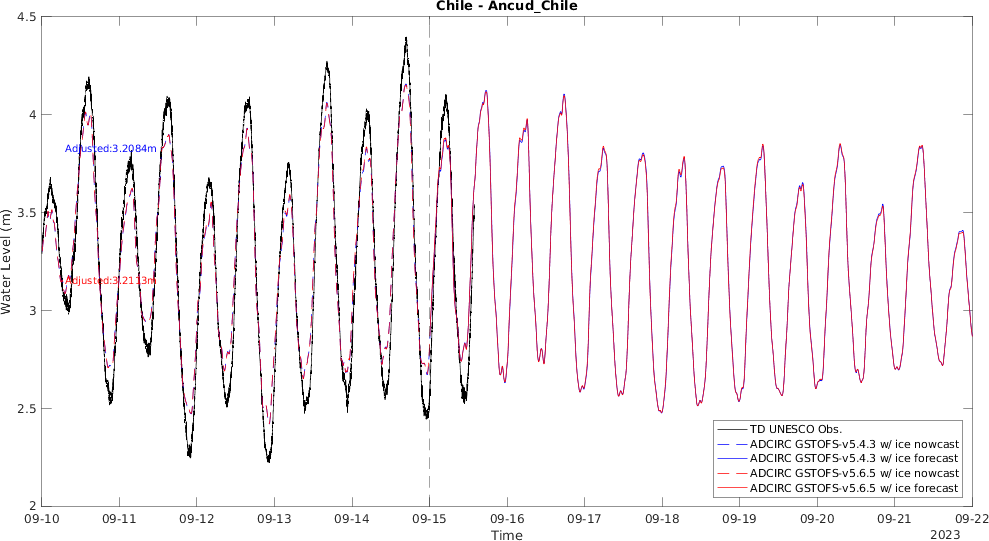 Chile - Ancud_Chile
4.5
4
3.5
3
2.5
2
Water Level (m)
Adjusted:3.2084m
Adjusted:3.2113m
TD UNESCO Obs.
ADCIRC GSTOFS-v5.4.3 w/ ice nowcast
ADCIRC GSTOFS-v5.4.3 w/ ice forecast
ADCIRC GSTOFS-v5.6.5 w/ ice nowcast
ADCIRC GSTOFS-v5.6.5 w/ ice forecast
09-10 09-11 09-12 09-13 09-14 09-15 09-16 09-17 09-18 09-19 09-20 09-21 09-22
Time
2023